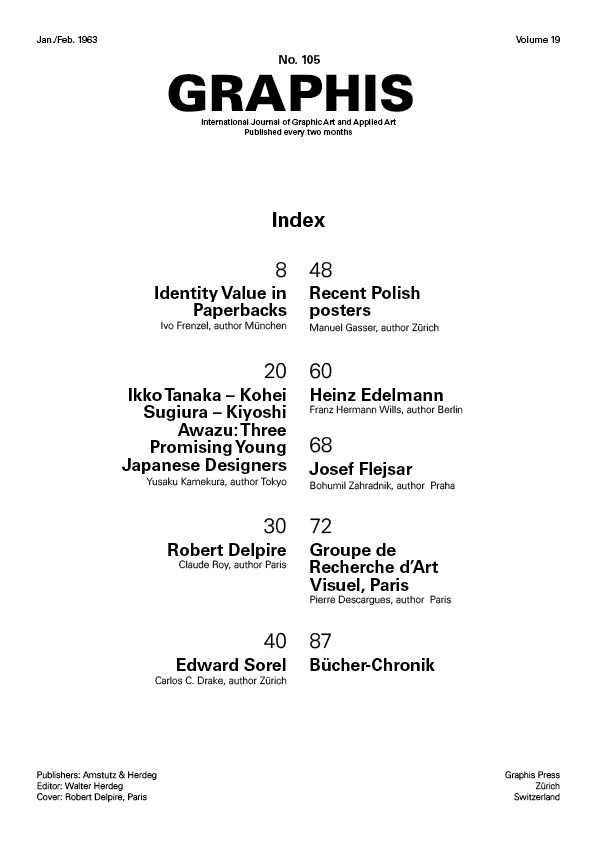 Jan./Feb. 1963
Volume 19
No. 105
GRAPHIS
International Journal of Graphic Art and Applied Art
Published every two months
Index
8
Identity Value in
Paperbacks
Ivo Frenzel, author München
48
Recent Polish
posters
Manuel Gasser, author Zürich
20
Ikko Tanaka – Kohei
Sugiura – Kiyoshi
Awazu: Three
Promising Young
Japanese Designers
Yusaku Kamekura, author Tokyo
60
Heinz Edelmann
Franz Hermann Wills, author Berlin
68
Josef Flejsar
Bohumil Zahradnik, author  Praha
30
Robert Delpire
Claude Roy, author Paris
72
Groupe de
Recherche d’Art
Visuel, Paris
Pierre Descargues, author  Paris
40
Edward Sorel
Carlos C. Drake, author Zürich
87
Bücher-Chronik
Publishers: Amstutz & Herdeg
Editor: Walter Herdeg
Cover: Robert Delpire, Paris
Graphis Press
Zürich
Switzerland